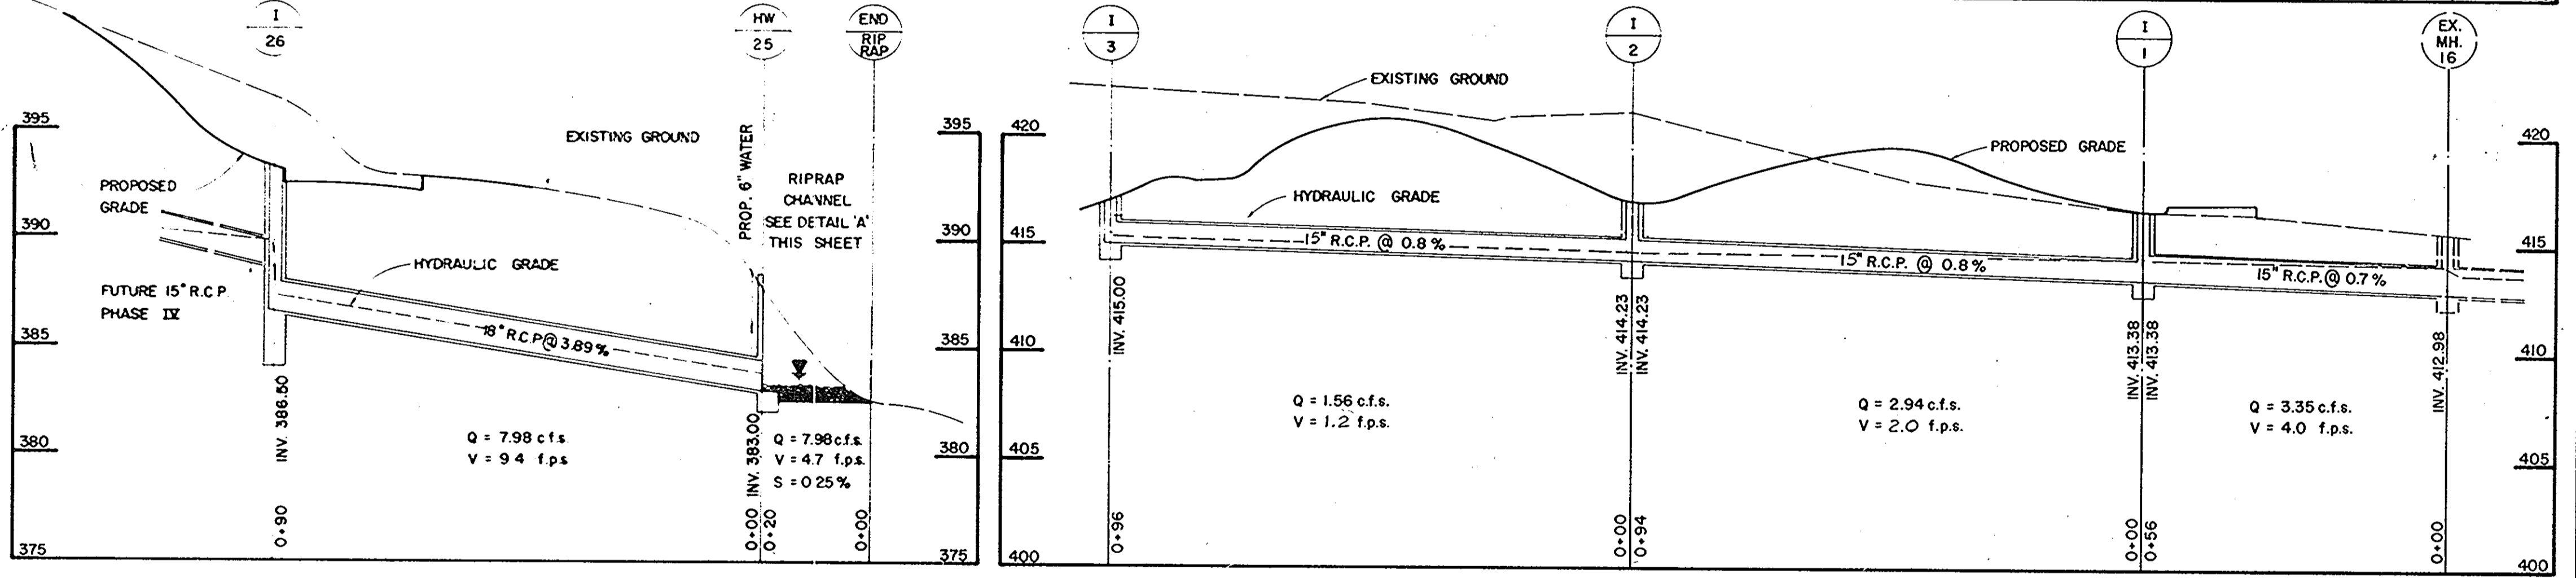 I
26
HW
25
END
RIP
RAP
395
EXISTING GROUND
PROPOSED
GRADE
390
FUTURE 15" R.C.P.
PHASE IV
HYDRAULIC GRADE
18" R.C.P @ 3.89%
385
380
375
INV. 386.50
0+90
Q = 7.98 c.f.s.
V = 9.4 f.p.s
PROP. 6" WATER
RIPRAP
CHANNEL
SEE DETAIL 'A'
THIS SHEET
INV. 383.00
0+00
0+20
Q = 7.98 c.f.s.
V = 4.7 f.p.s.
S = 0.25%
0+00
395
390
385
380
375
I
3
I
2
I
1
EX.
MH.
16
420
415
410
405
400
EXISTING GROUND
HYDRAULIC GRADE
PROPOSED GRADE
15" R.C.P. @ 0.8%
15" R.C.P. @ 0.8%
15" R.C.P. @ 0.7%
INV. 415.00
0+96
Q = 1.56 c.f.s.
V = 1.2 f.p.s.
INV. 414.23
INV. 414.23
0+00
0+94
Q = 2.94 c.f.s.
V = 2.0 f.p.s.
INV. 413.38
INV. 413.38
0+00
0+56
Q = 3.35 c.f.s.
V = 4.0 f.p.s.
INV. 412.98
0+00
420
415
410
405
400